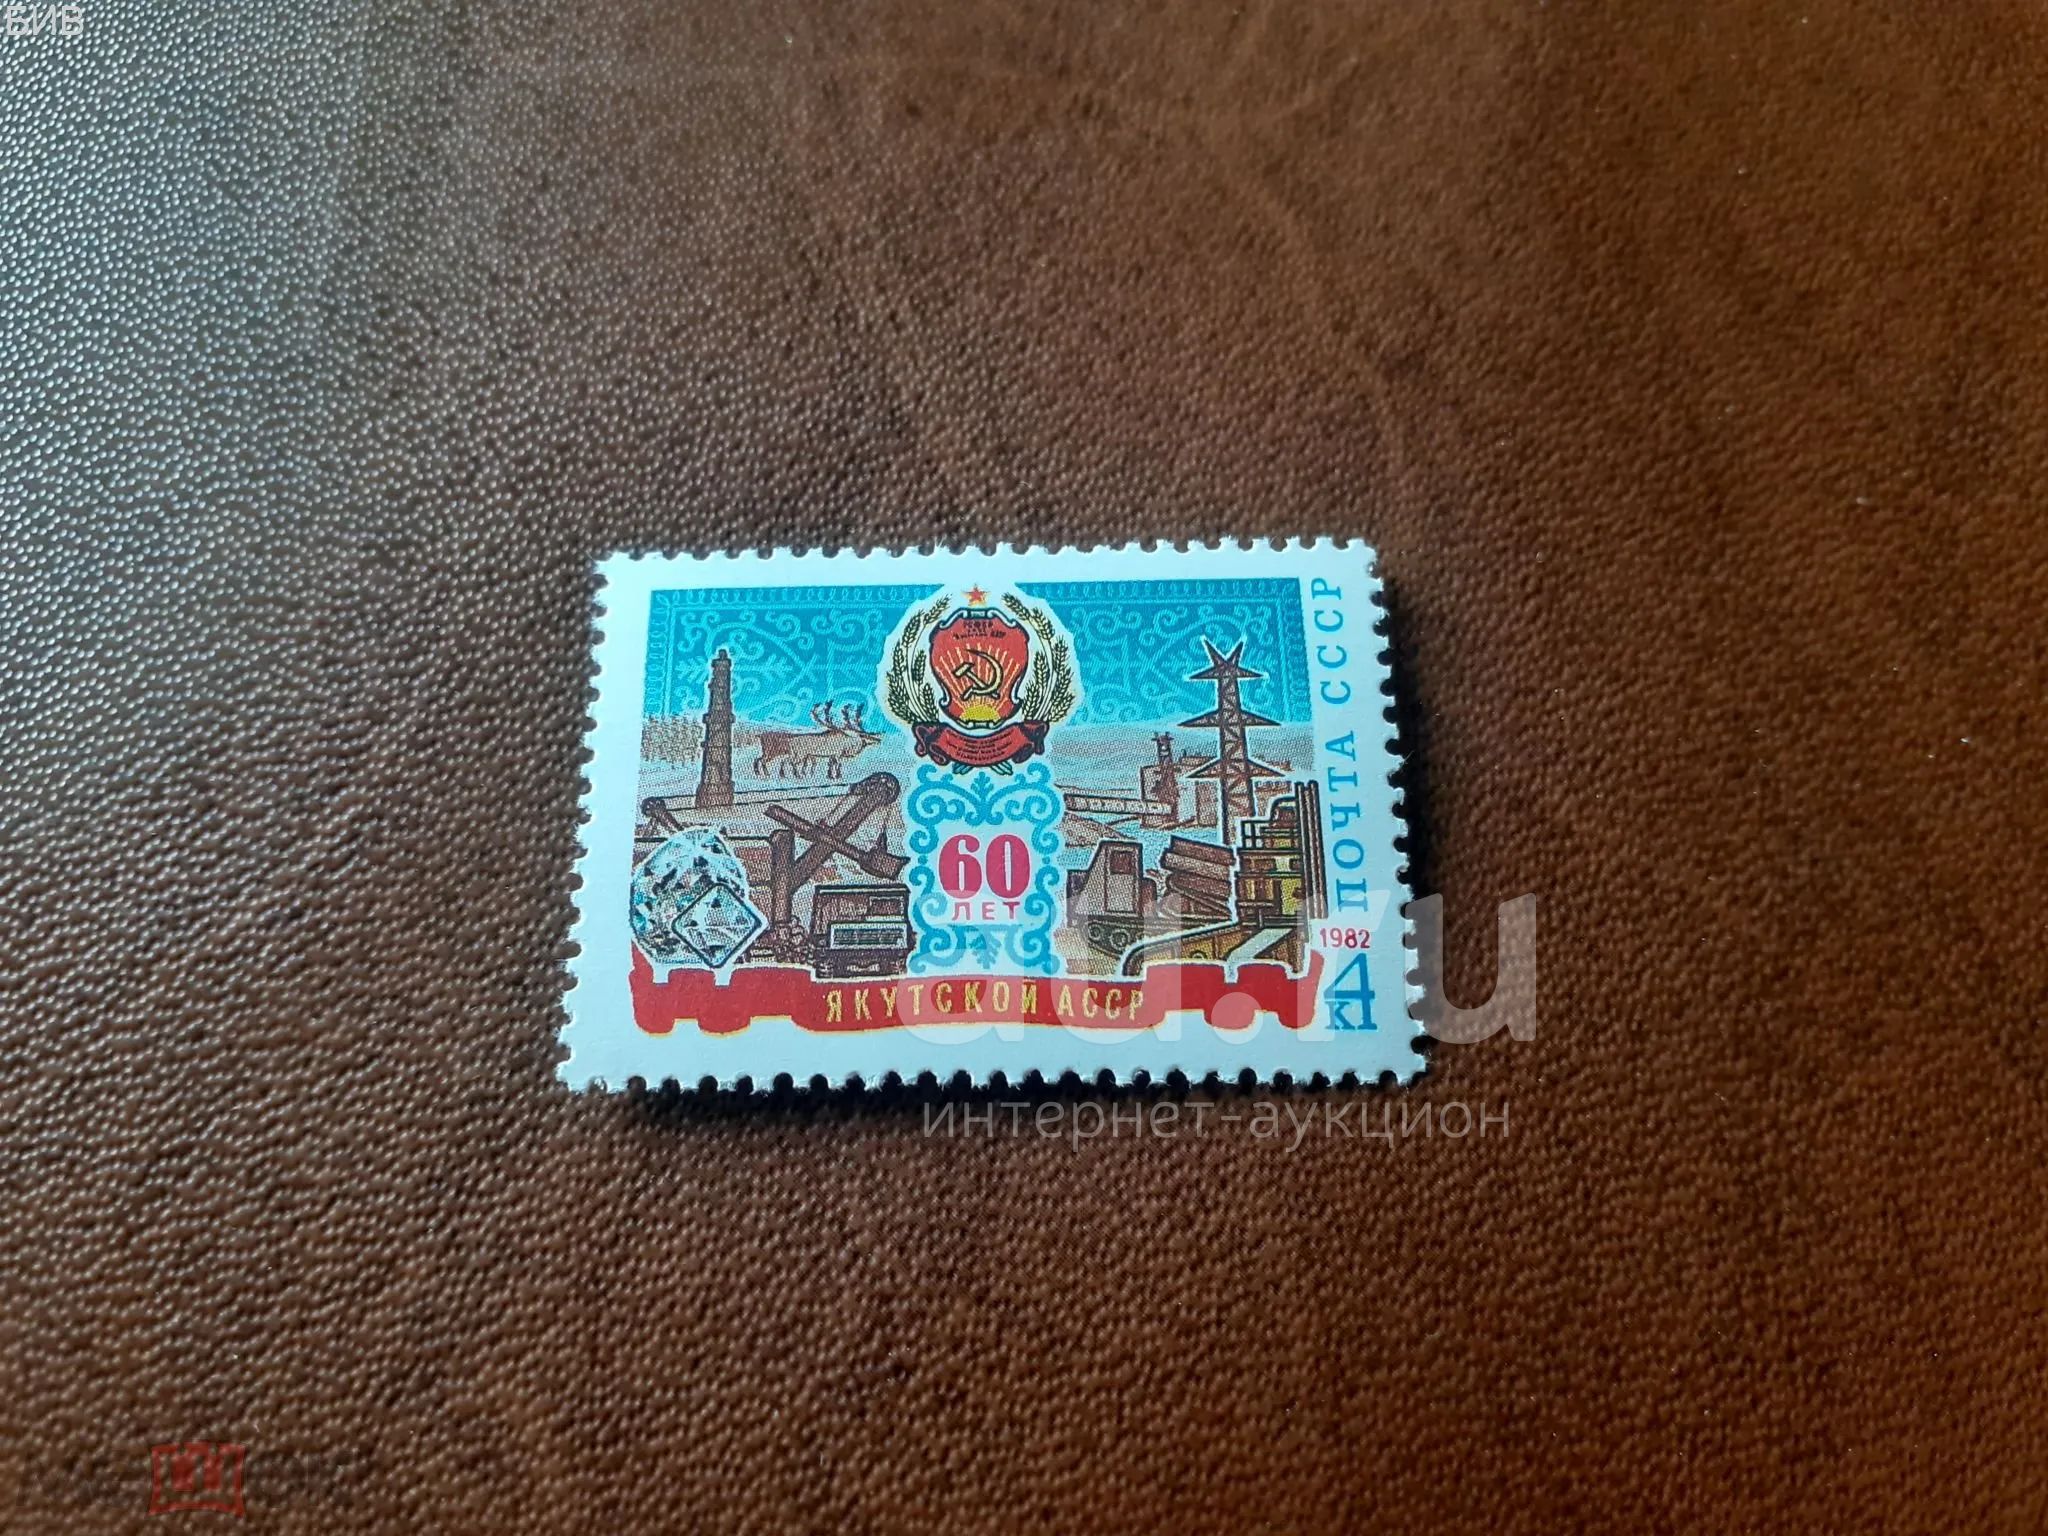 БИВ
ПОЧТА СССР
60
ЛЕТ
1982
4
к
ЯКУТСКОЙ АССР
au.ru
интернет-аукцион